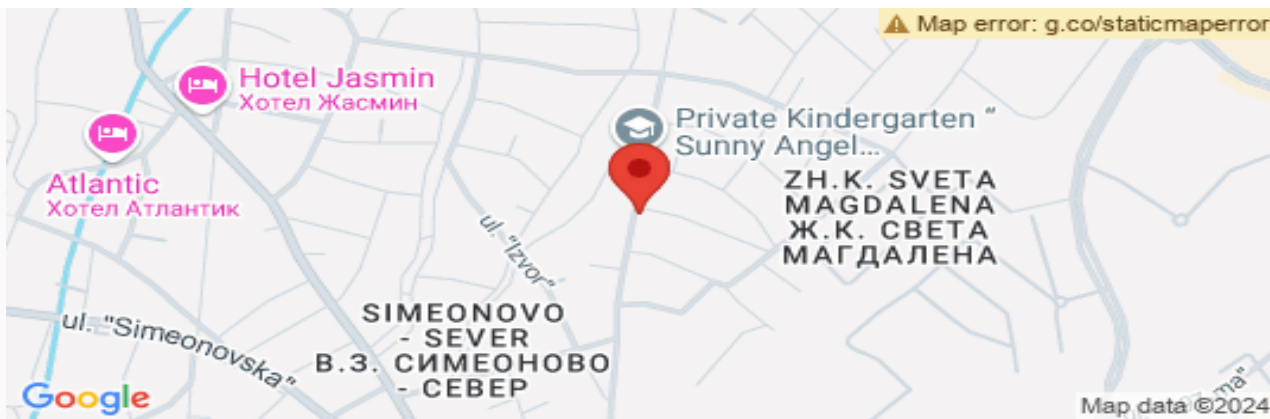 Map error: g.co/staticmaperror
Hotel Jasmin
Хотел Жасмин
Private Kindergarten “
Sunny Angel...
Atlantic
Хотел Атлантик
ZH.K. SVETA
MAGDALENA
Ж.К. СВЕТА
МАГДАЛЕНА
ul. "Izvor"
SIMEONOVO
- SEVER
В.З. СИМЕОНОВО
- СЕВЕР
ul. "Simeonovska"
Google
Map data ©2024